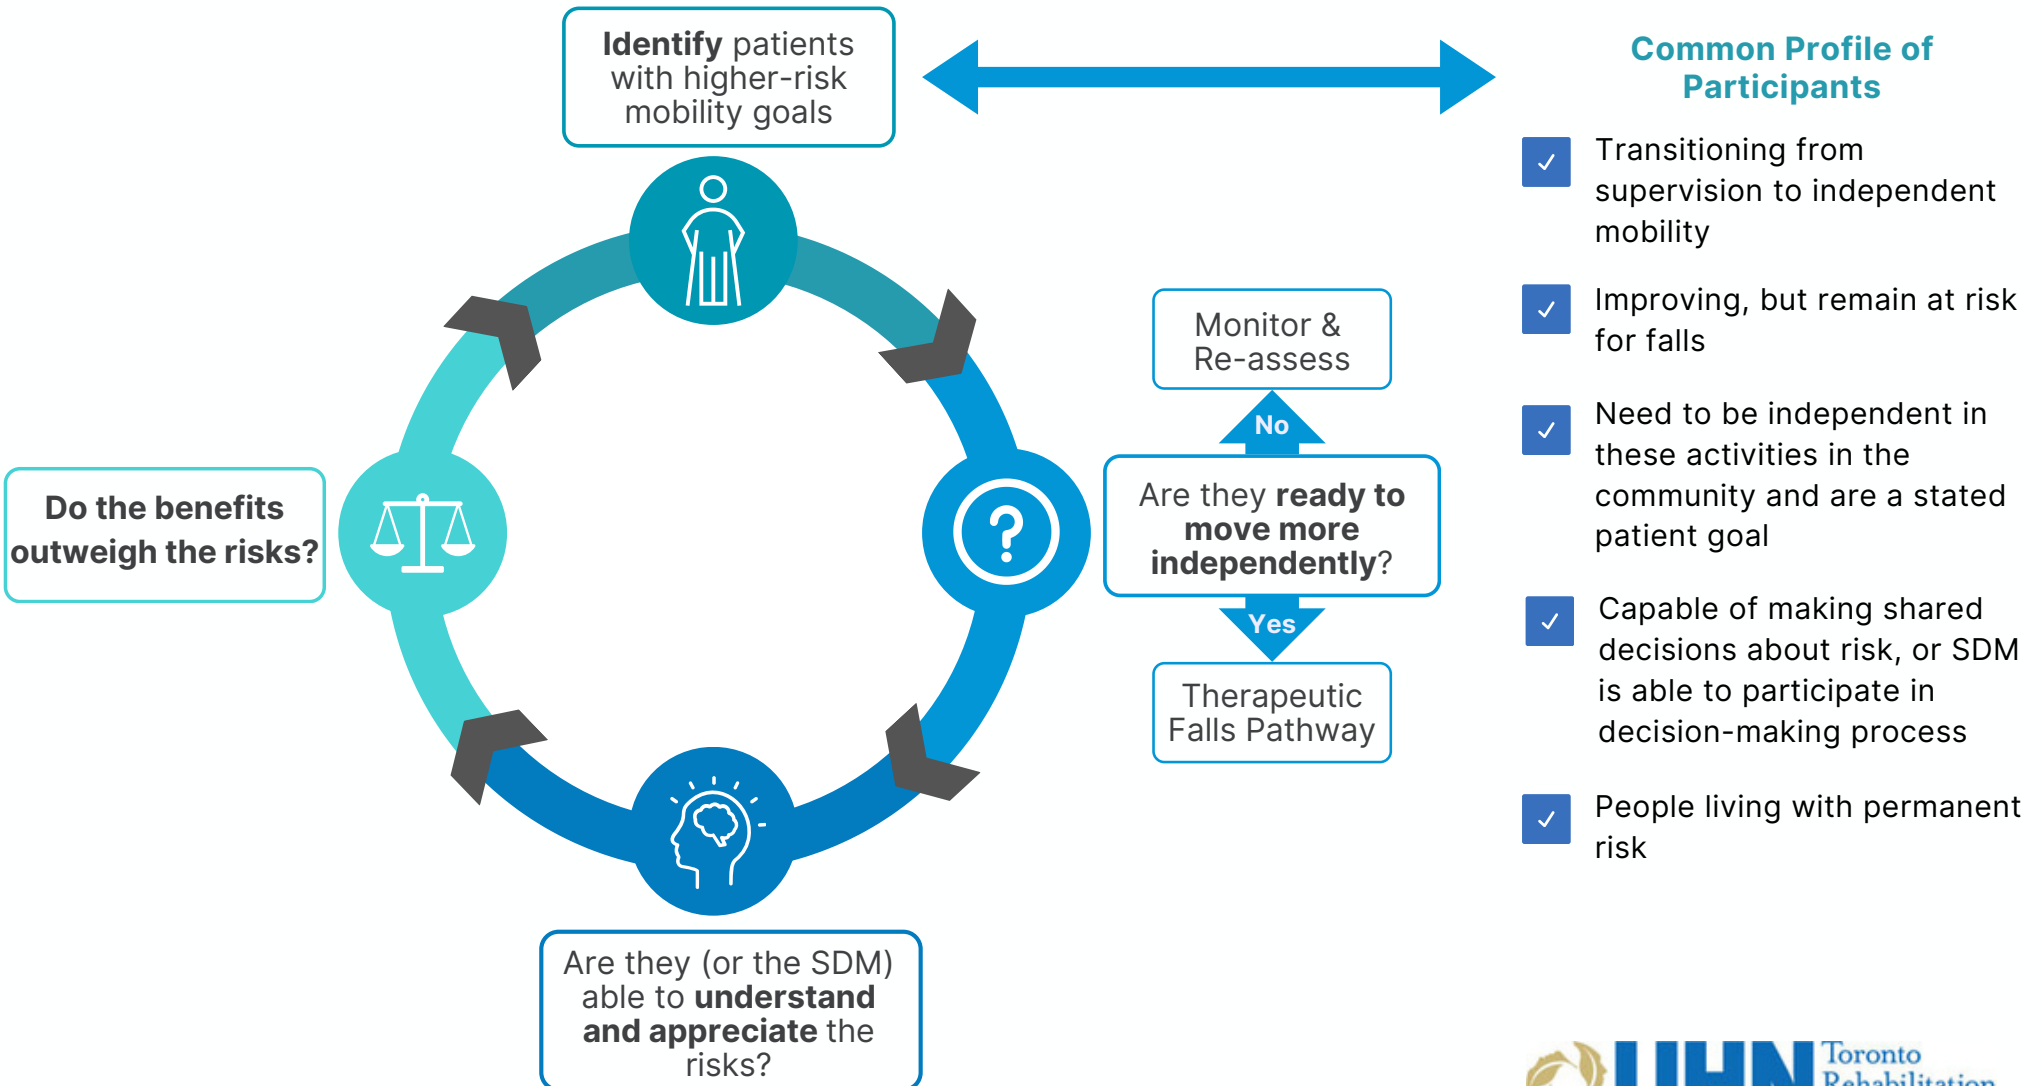 Identify patients
with higher-risk
mobility goals
Common Profile of
Participants
Transitioning from
supervision to independent
mobility
Improving, but remain at risk
for falls
Need to be independent in
these activities in the
community and are a stated
patient goal
Capable of making shared
decisions about risk, or SDM
is able to participate in
decision-making process
People living with permanent
risk
Monitor &
Re-assess
No
Are they ready to
move more
independently?
Yes
Therapeutic
Falls Pathway
Do the benefits
outweigh the risks?
Are they (or the SDM)
able to understand
and appreciate the
risks?
UHN
Toronto
Rehabilitation